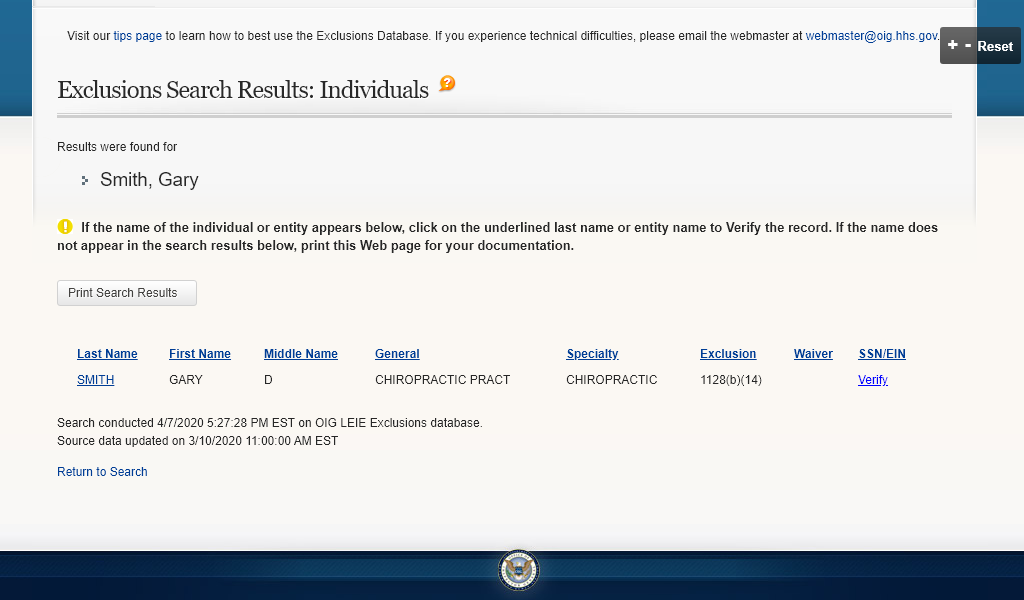 Visit our tips page to learn how to best use the Exclusions Database. If you experience technical difficulties, please email the webmaster at webmaster@oig.hhs.gov.
+ - Reset
Exclusions Search Results: Individuals
Results were found for
Smith, Gary
If the name of the individual or entity appears below, click on the underlined last name or entity name to Verify the record. If the name does
not appear in the search results below, print this Web page for your documentation.
Print Search Results
Last Name First Name Middle Name General Specialty Exclusion Waiver SSN/EIN
SMITH GARY D CHIROPRACTIC PRACT CHIROPRACTIC 1128(b)(14) Verify
Search conducted 4/7/2020 5:27:28 PM EST on OIG LEIE Exclusions database.
Source data updated on 3/10/2020 11:00:00 AM EST
Return to Search